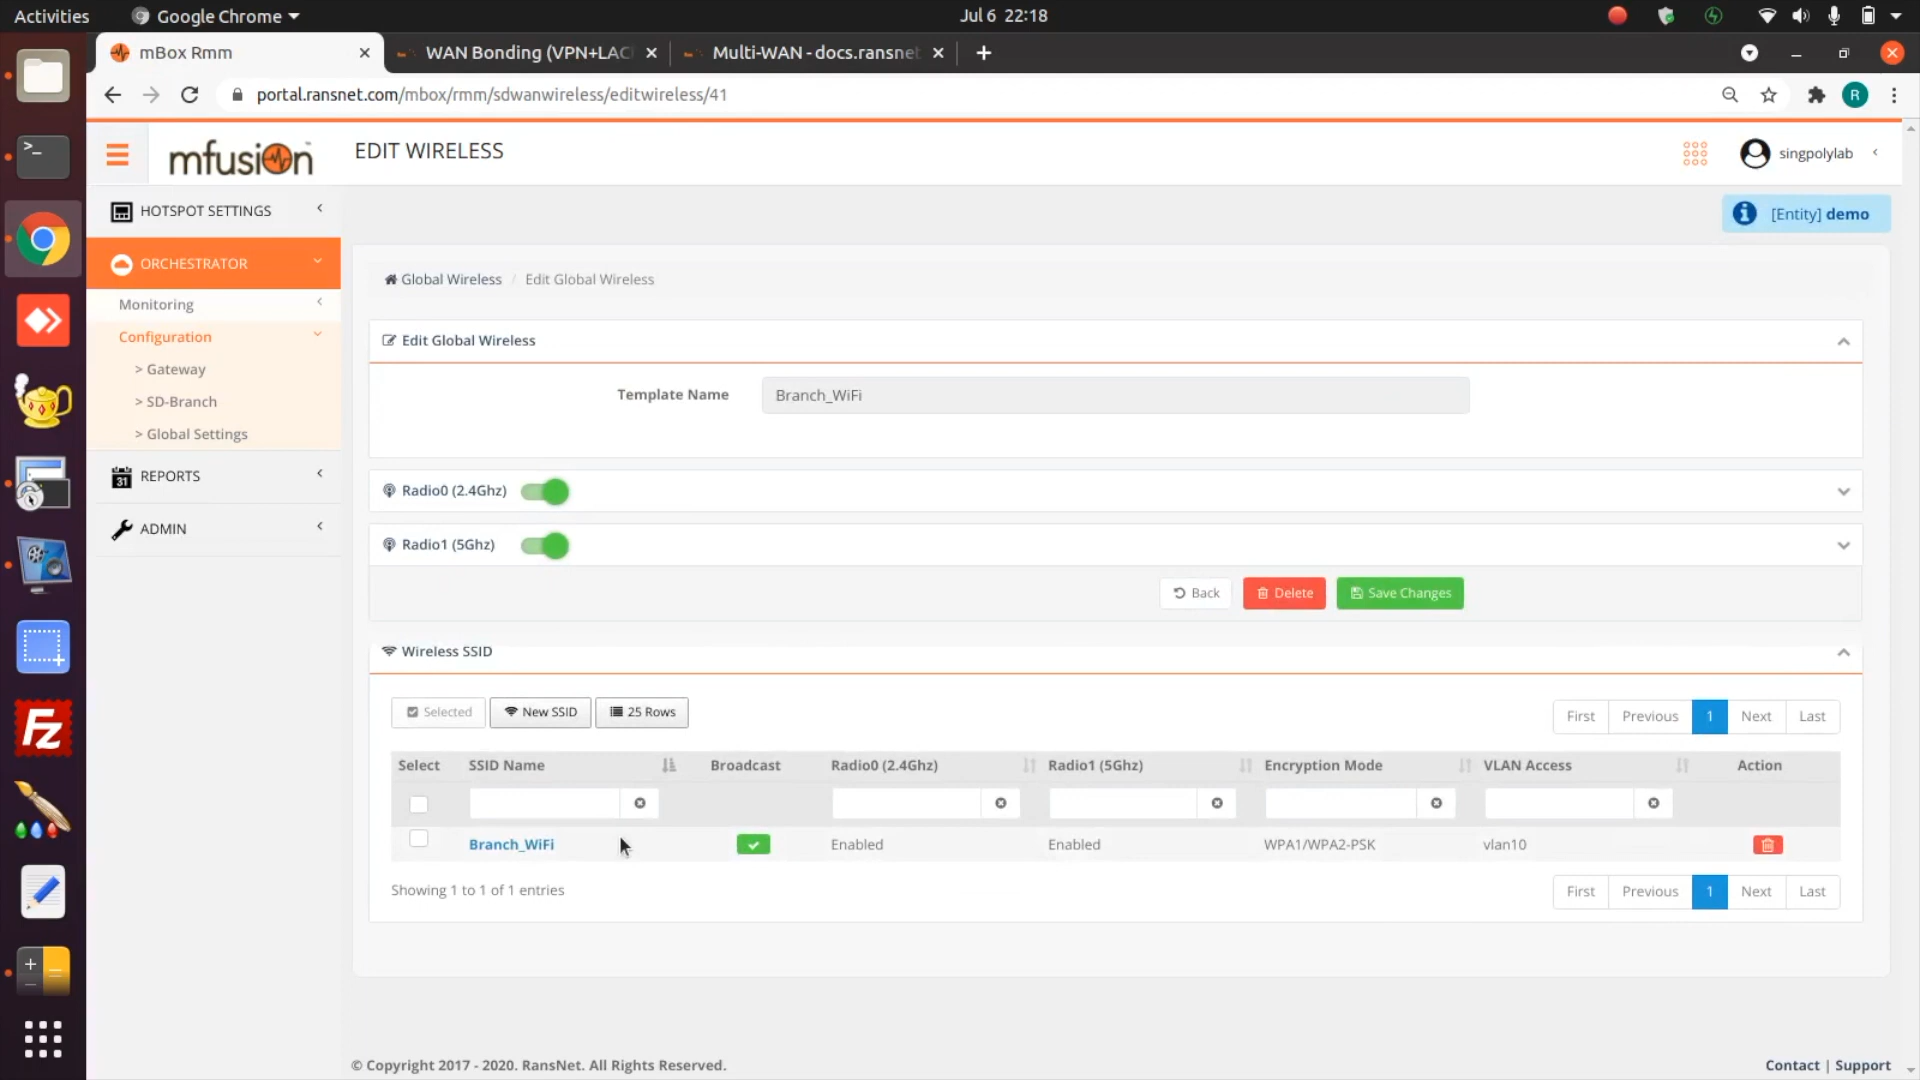 Activities
Google Chrome
Jul 6 22:18
mBox Rmm
WAN Bonding (VPN+LAC
Multi-WAN - docs.ransnet
portal.ransnet.com/mbox/rmm/sdwanwireless/editwireless/41
R
mfusion
EDIT WIRELESS
singpolylab
HOTSPOT SETTINGS
[Entity] demo
ORCHESTRATOR
Monitoring
Configuration
> Gateway
> SD-Branch
> Global Settings
REPORTS
ADMIN
Global Wireless / Edit Global Wireless
Edit Global Wireless
Template Name
Branch_WiFi
Radio0 (2.4Ghz)
Radio1 (5Ghz)
Back
Delete
Save Changes
Wireless SSID
Selected
New SSID
25 Rows
First Previous 1 Next Last
Select SSID Name Broadcast Radio0 (2.4Ghz) Radio1 (5Ghz) Encryption Mode VLAN Access Action
Branch_WiFi Enabled Enabled WPA1/WPA2-PSK vlan10
Showing 1 to 1 of 1 entries
First Previous 1 Next Last
© Copyright 2017 - 2020. RansNet. All Rights Reserved.
Contact | Support